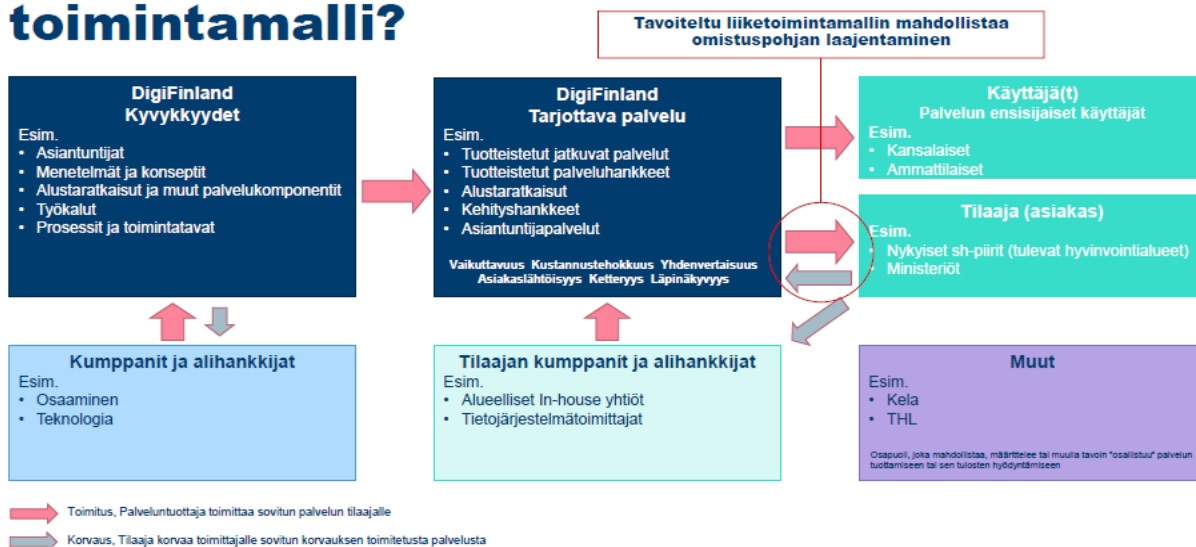 toimintamalli?
Tavoiteltu liiketoimintamallin mahdollistaa
omistuspohjan laajentaminen
DigiFinland
Kyvykkyydet
Esim.
• Asiantuntijat
• Menetelmät ja konseptit
• Alustaratkaisut ja muut palvelukomponentit
• Työkalut
• Prosessit ja toimintatavat
DigiFinland
Tarjottava palvelu
Esim.
• Tuotteistetut jatkuvat palvelut
• Tuotteistetut palveluhankkeet
• Alustaratkaisut
• Kehityshankkeet
• Asiantuntijapalvelut
Vaikuttavuus Kustannustehokkuus Yhdenvertaisuus
Asiakaslähtöisyys Ketteryys Läpinäkyvyys
Käyttäjä(t)
Palvelun ensisijaiset käyttäjät
Esim.
• Kansalaiset
• Ammattilaiset
Tilaaja (asiakas)
Esim.
• Nykyiset sh-piirit (tulevat hyvinvointialueet)
• Ministeriöt
Kumppanit ja alihankkijat
Esim.
• Osaaminen
• Teknologia
Tilaajan kumppanit ja alihankkijat
Esim.
• Alueelliset In-house yhtiöt
• Tietojärjestelmätoimittajat
Muut
Esim.
• Kela
• THL
Osapuoli, joka mahdollistaa, määrittelee tai muulla tavoin "osallistuu" palvelun
tuottamiseen tai sen tulosten hyödyntämiseen
Toimitus, Palveluntuottaja toimittaa sovitun palvelun tilaajalle
Korvaus, Tilaaja korvaa toimittajalle sovitun korvauksen toimitetusta palvelusta